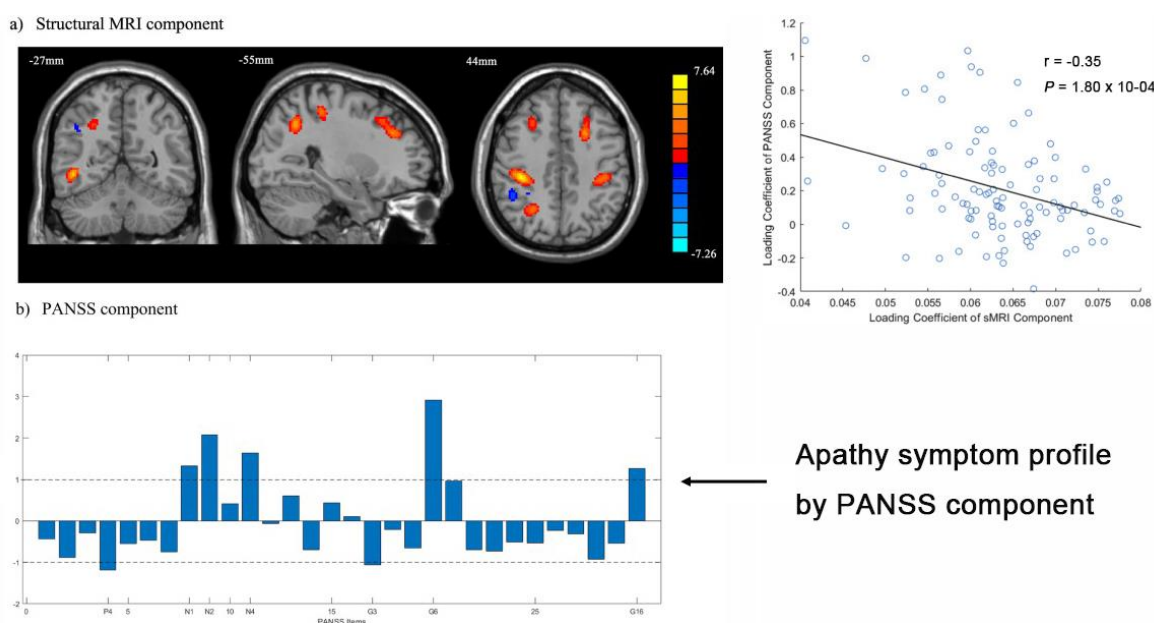 a) Structural MRI component
-27mm
-55mm
44mm
7.64
-7.26
1.2
1
0.8
0.6
0.4
0.2
0
-0.2
-0.4
Loading Coefficient of PANSS Component
r = -0.35
P = 1.80 x 10-04
0.04 0.045 0.05 0.055 0.06 0.065 0.07 0.075 0.08
Loading Coefficient of sMRI Component
b) PANSS component
4
3
2
1
0
-1
-2
0 P4 5 N1 N2 10 N4 15 G3 G6 25 G16
PANSS Items
Apathy symptom profile
by PANSS component